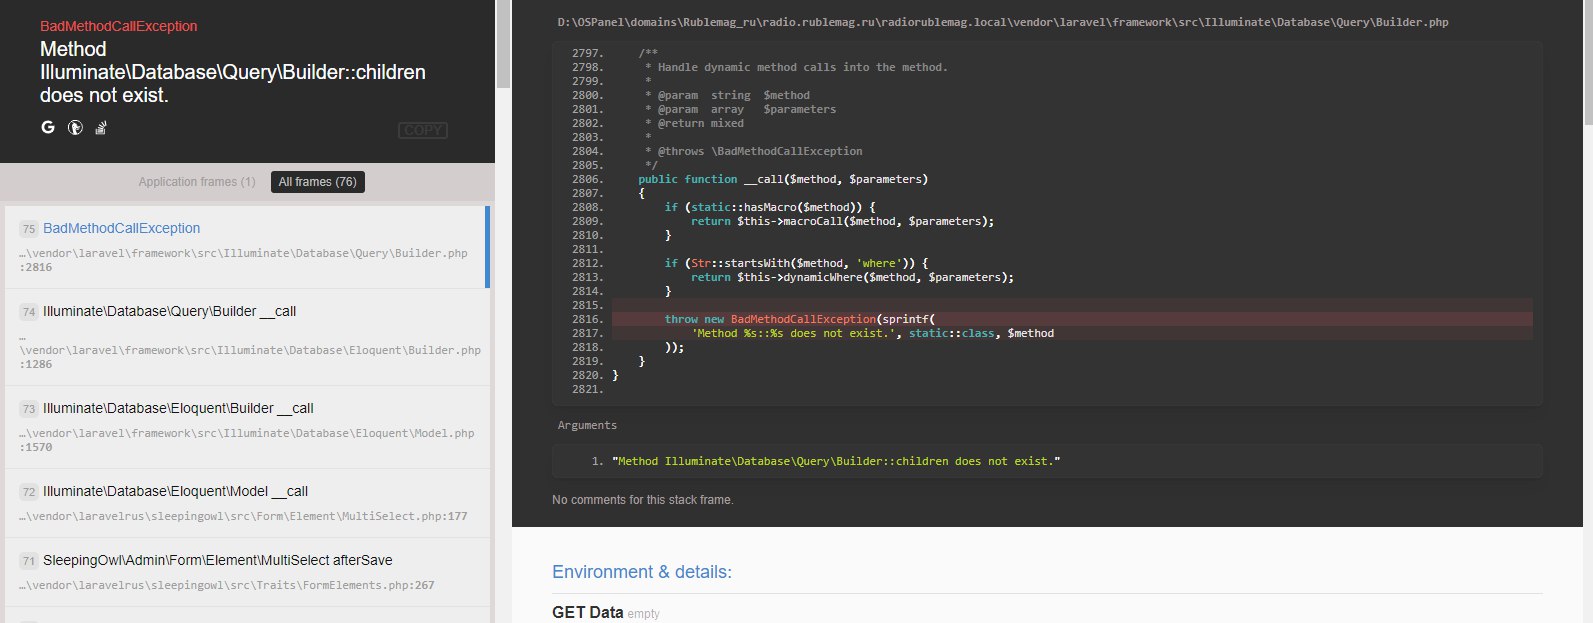 BadMethodCallException
Method
Illuminate\Database\Query\Builder::children
does not exist.
COPY
Application frames (1)
All frames (76)
75 BadMethodCallException
…\vendor\laravel\framework\src\Illuminate\Database\Query\Builder.php
:2816
74 Illuminate\Database\Query\Builder __call
…
\vendor\laravel\framework\src\Illuminate\Database\Eloquent\Builder.php
:1286
73 Illuminate\Database\Eloquent\Builder __call
…\vendor\laravel\framework\src\Illuminate\Database\Eloquent\Model.php
:1570
72 Illuminate\Database\Eloquent\Model __call
…\vendor\laravelrus\sleepingowl\src\Form\Element\MultiSelect.php:177
71 SleepingOwl\Admin\Form\Element\MultiSelect afterSave
…\vendor\laravelrus\sleepingowl\src\Traits\FormElements.php:267
D:\OSPanel\domains\Rublemag_ru\radio.rublemag.ru\radiorublemag.local\vendor\laravel\framework\src\Illuminate\Database\Query\Builder.php
2797. /**
2798. * Handle dynamic method calls into the method.
2799. *
2800. * @param string $method
2801. * @param array $parameters
2802. * @return mixed
2803. *
2804. * @throws \BadMethodCallException
2805. */
2806. public function __call($method, $parameters)
2807. {
2808. if (static::hasMacro($method)) {
2809. return $this->macroCall($method, $parameters);
2810. }
2811.
2812. if (Str::startsWith($method, 'where')) {
2813. return $this->dynamicWhere($method, $parameters);
2814. }
2815.
2816. throw new BadMethodCallException(sprintf(
2817. 'Method %s::%s does not exist.', static::class, $method
2818. ));
2819. }
2820. }
2821.
Arguments
1. "Method Illuminate\Database\Query\Builder::children does not exist."
No comments for this stack frame.
Environment & details:
GET Data empty